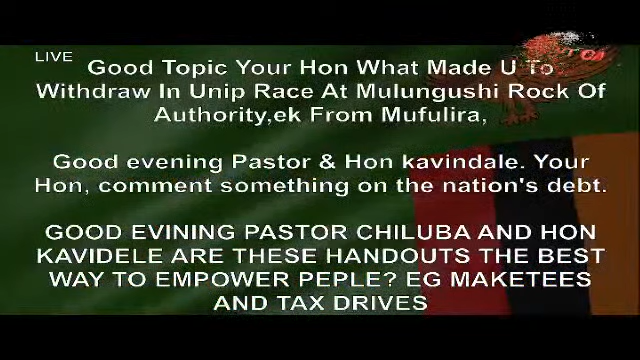 LIVE
Good Topic Your Hon What Made U To
Withdraw In Unip Race At Mulungushi Rock Of
Authority,ek From Mufulira,
Good evening Pastor & Hon kavindale. Your
Hon, comment something on the nation's debt.
GOOD EVINING PASTOR CHILUBA AND HON
KAVIDELE ARE THESE HANDOUTS THE BEST
WAY TO EMPOWER PEPLE? EG MAKETEES
AND TAX DRIVES